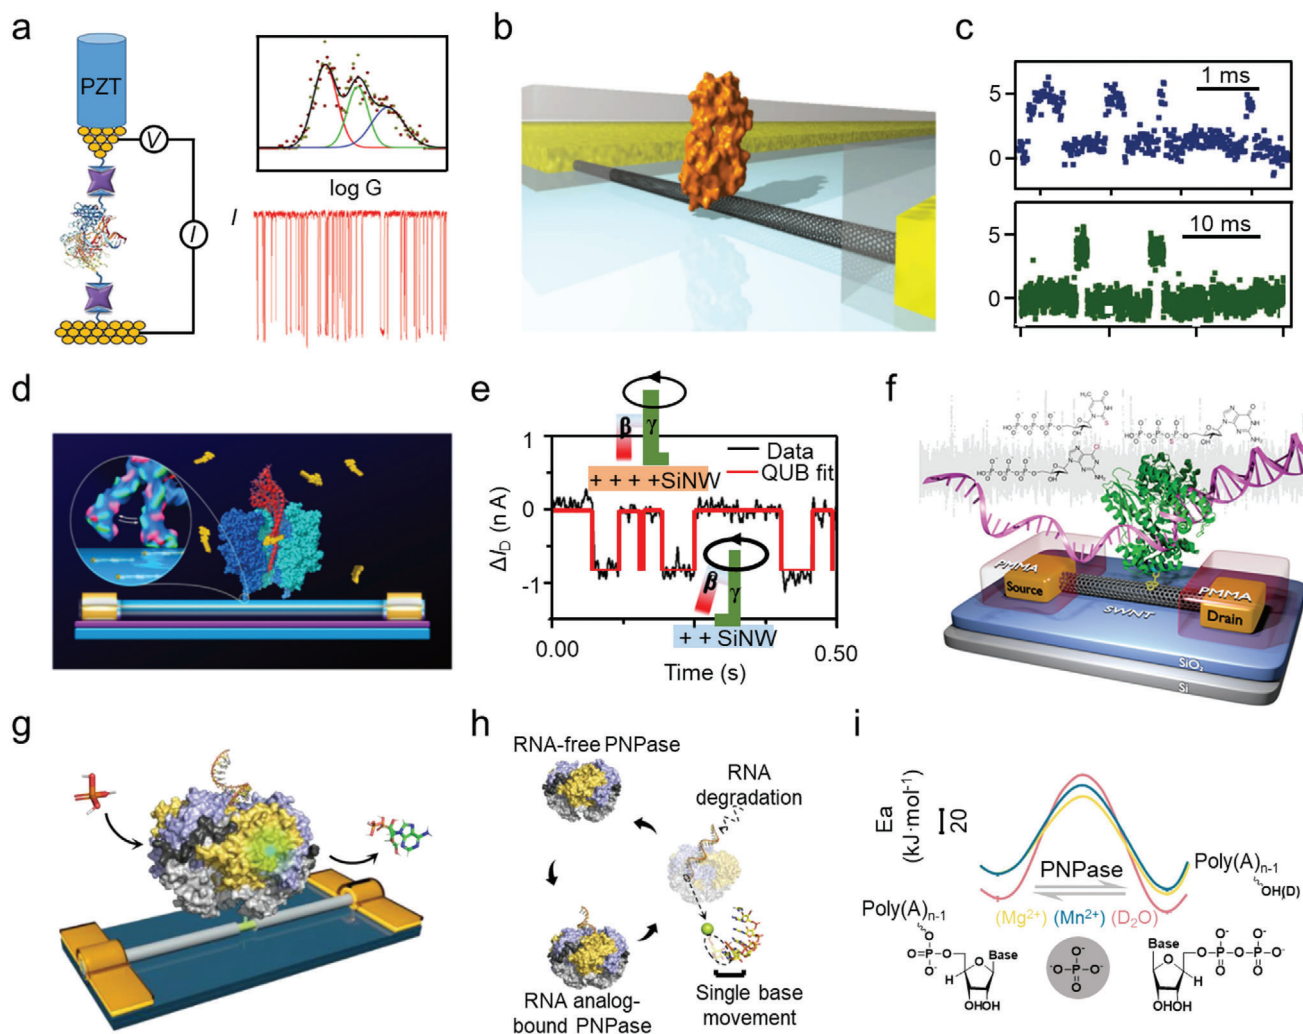 a
PZT
V
I
log G
I
b
c
5
0
1 ms
5
0
10 ms
d
e
β
γ
1
0
-1
Data
QUB fit
+ + + +SiNW
ΔI_D (n A)
β
γ
+ + SiNW
0.00
0.50
Time (s)
f
PMMA
Source
SWNT
PMMA
Drain
SiO₂
Si
g
h
RNA-free PNPase
RNA
degradation
RNA analog-
bound PNPase
Single base
movement
i
Ea
(kJ·mol⁻¹)
20
PNPase
(Mg²⁺) (Mn²⁺) (D₂O)
Poly(A)ₙ₋₁
OH(D)
Poly(A)ₙ₋₁
O
⁻O-P-O
O
O
Base
H
OHOH
O⁻
⁻O-P-O⁻
O
Base
O
H
OHOH
O-P-O-P-O⁻
O⁻ O⁻
O O